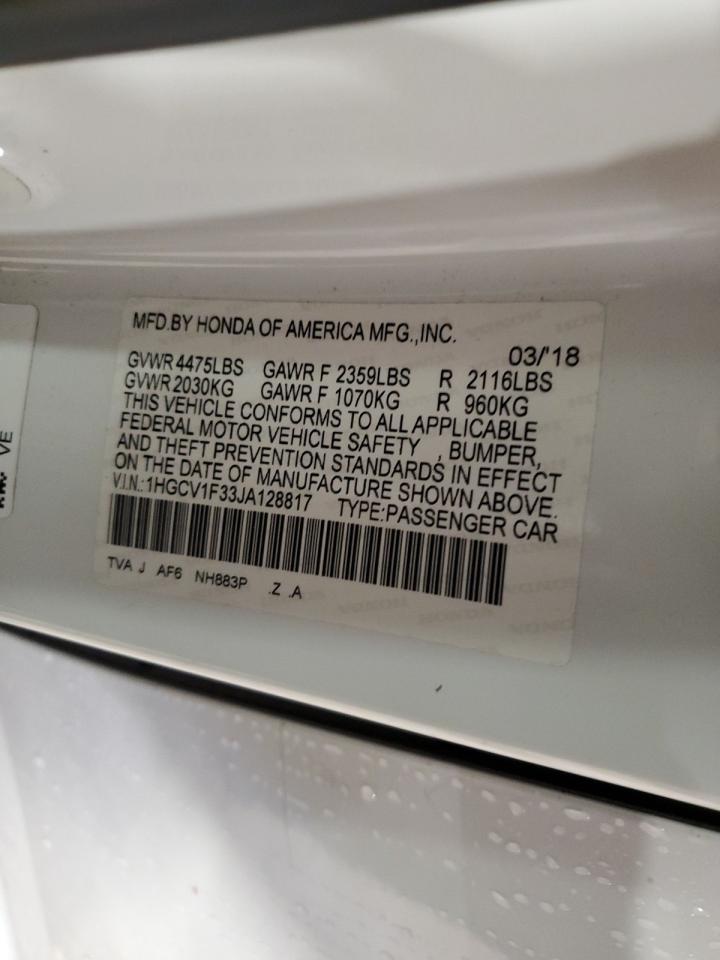 MFD.BY HONDA OF AMERICA MFG.,INC.
03/'18
GVWR 4475LBS GAWR F 2359LBS R 2116LBS
GVWR 2030KG GAWR F 1070KG R 960KG
THIS VEHICLE CONFORMS TO ALL APPLICABLE
FEDERAL MOTOR VEHICLE SAFETY , BUMPER,
AND THEFT PREVENTION STANDARDS IN EFFECT
ON THE DATE OF MANUFACTURE SHOWN ABOVE.
V.I.N.:1HGCV1F33JA128817 TYPE:PASSENGER CAR
TVA J AF6 NH883P .Z .A
VE